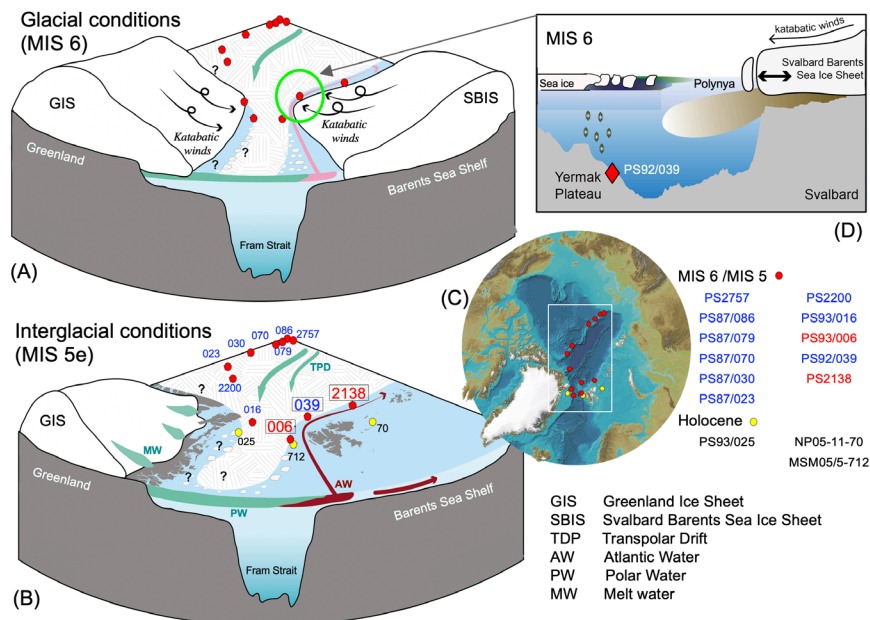 Glacial conditions
(MIS 6)
?
GIS
Katabatic
winds
Katabatic
winds
SBIS
?
?
Greenland
Barents Sea Shelf
Fram Strait
(A)
MIS 6
katabatic winds
Sea ice
Polynya
Svalbard Barents
Sea Ice Sheet
PS92/039
Yermak
Plateau
Svalbard
(D)
(C)
MIS 6 /MIS 5
PS2757
PS2200
PS87/086
PS93/016
PS87/079
PS93/006
PS87/070
PS92/039
PS87/030
PS2138
PS87/023
Holocene
PS93/025
NP05-11-70
MSM05/5-712
Interglacial conditions
(MIS 5e)
023
030
070
086
2757
079
TPD
?
2200
016
039
2138
006
025
712
70
GIS
MW
?
?
AW
PW
Greenland
Barents Sea Shelf
Fram Strait
(B)
GIS Greenland Ice Sheet
SBIS Svalbard Barents Sea Ice Sheet
TDP Transpolar Drift
AW Atlantic Water
PW Polar Water
MW Melt water